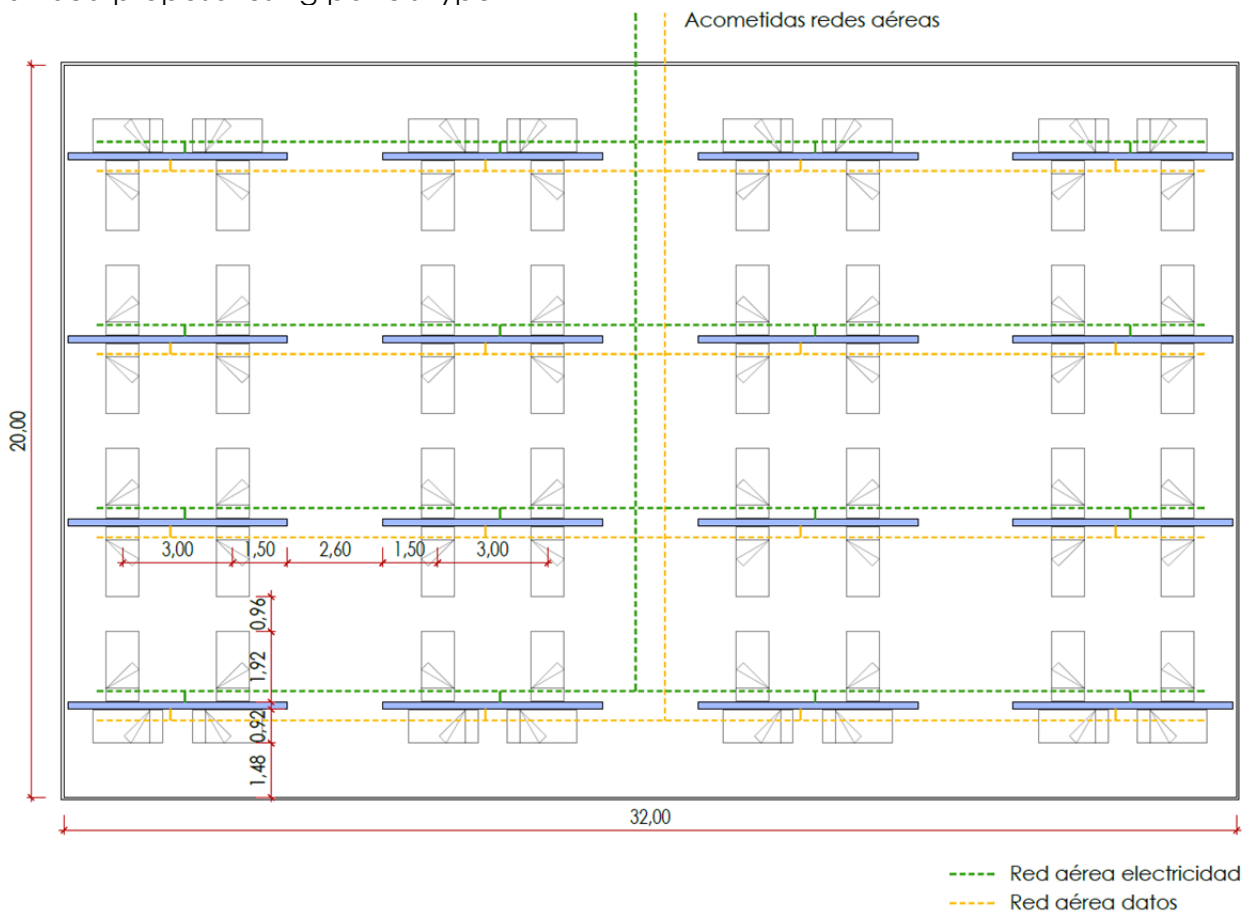 Acometidas redes aéreas
20,00
3,00 1,50 2,60 1,50 3,00
0,96
1,92
0,92
1,48
32,00
Red aérea electricidad
Red aérea datos